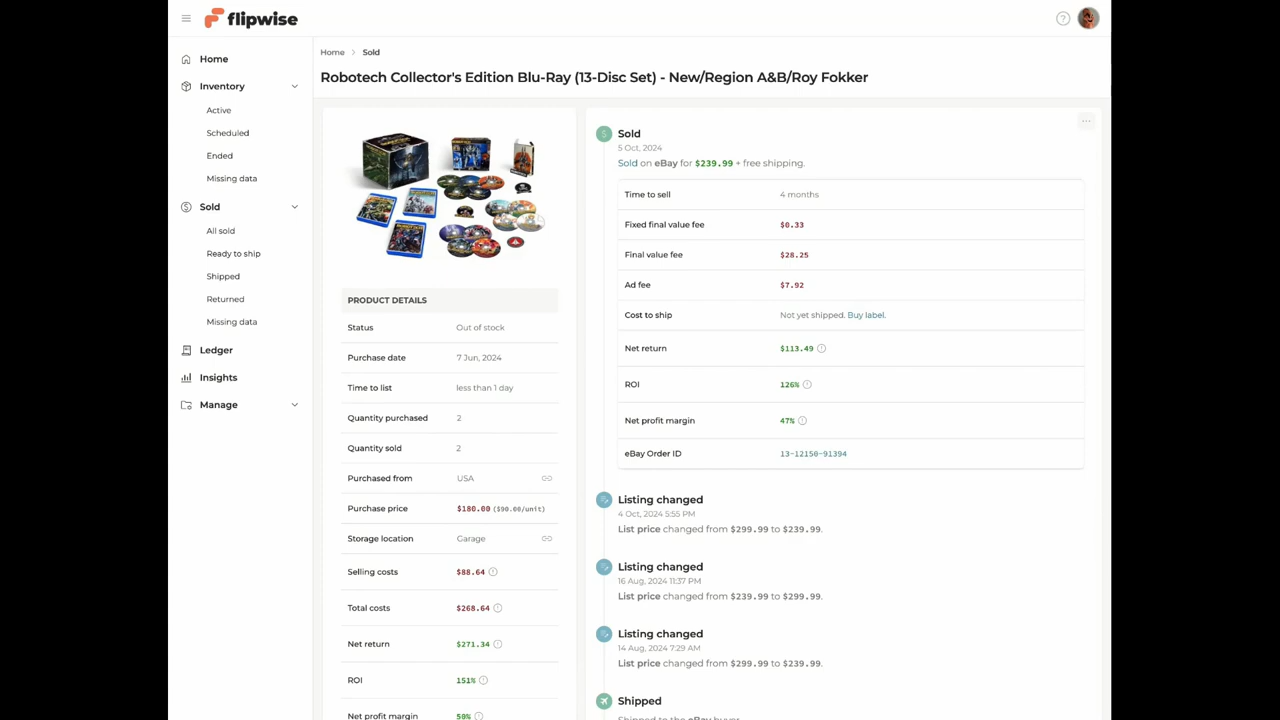 flipwise
?
Home
Inventory
Active
Scheduled
Ended
Missing data
Sold
All sold
Ready to ship
Shipped
Returned
Missing data
Ledger
Insights
Manage
Home > Sold
Robotech Collector's Edition Blu-Ray (13-Disc Set) - New/Region A&B/Roy Fokker
PRODUCT DETAILS
Status Out of stock
Purchase date 7 Jun, 2024
Time to list less than 1 day
Quantity purchased 2
Quantity sold 2
Purchased from USA
Purchase price $180.00 ($90.00/unit)
Storage location Garage
Selling costs $88.64
Total costs $268.64
Net return $271.34
ROI 151%
Net profit margin 50%
Sold
5 Oct, 2024
Sold on eBay for $239.99 + free shipping.
Time to sell 4 months
Fixed final value fee $0.33
Final value fee $28.25
Ad fee $7.92
Cost to ship Not yet shipped. Buy label.
Net return $113.49
ROI 126%
Net profit margin 47%
eBay Order ID 13-12150-91394
Listing changed
4 Oct, 2024 5:55 PM
List price changed from $299.99 to $239.99.
Listing changed
16 Aug, 2024 11:37 PM
List price changed from $239.99 to $299.99.
Listing changed
14 Aug, 2024 7:29 AM
List price changed from $299.99 to $239.99.
Shipped
Shipped to the eBay buyer